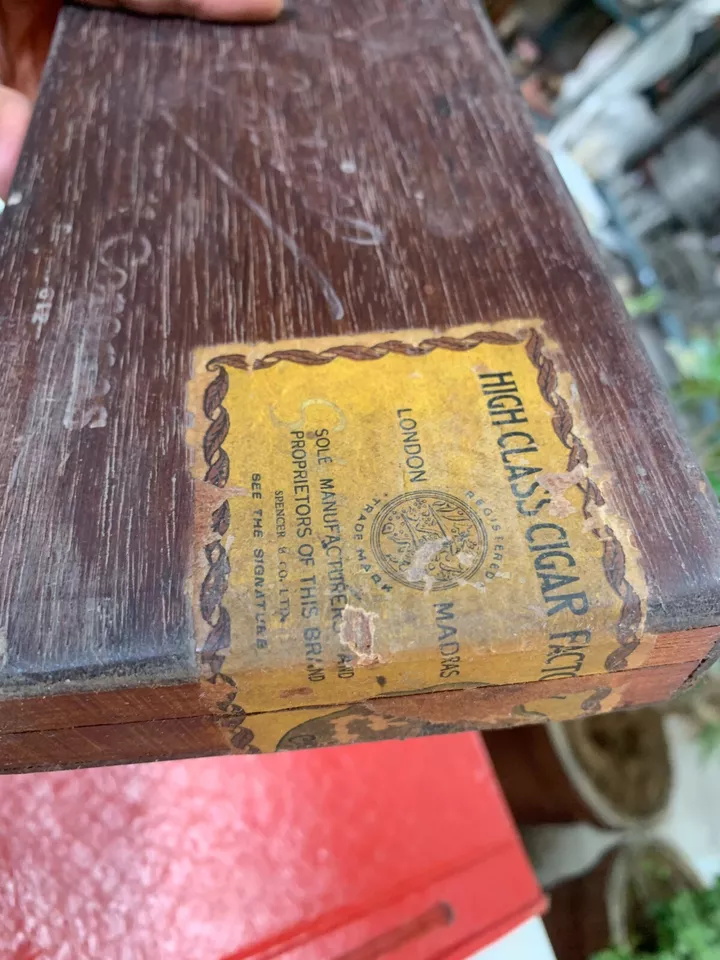 HIGH CLASS CIGAR FACTO
LONDON
REGISTERED
TRADE MARK
MADRAS
SOLE MANUFACTURERS AND
PROPRIETORS OF THIS BRAND
SPENCER & CO. LTD
SEE THE SIGNATURE